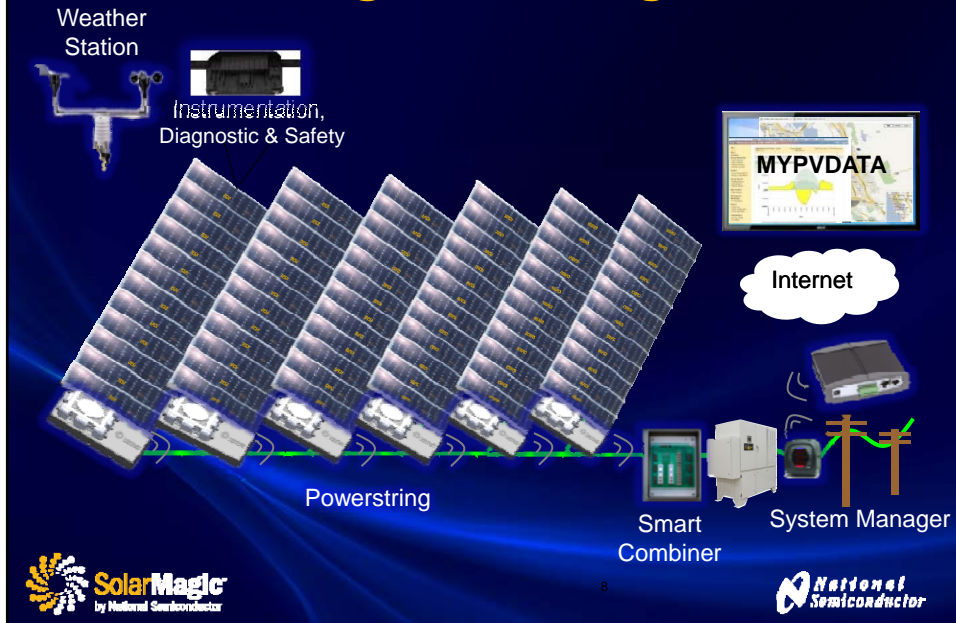 Weather
Station
Instrumentation,
Diagnostic & Safety
MYPVDATA
Internet
Powerstring
Smart
Combiner
System Manager
8
SolarMagic
by National Semiconductor
National
Semiconductor